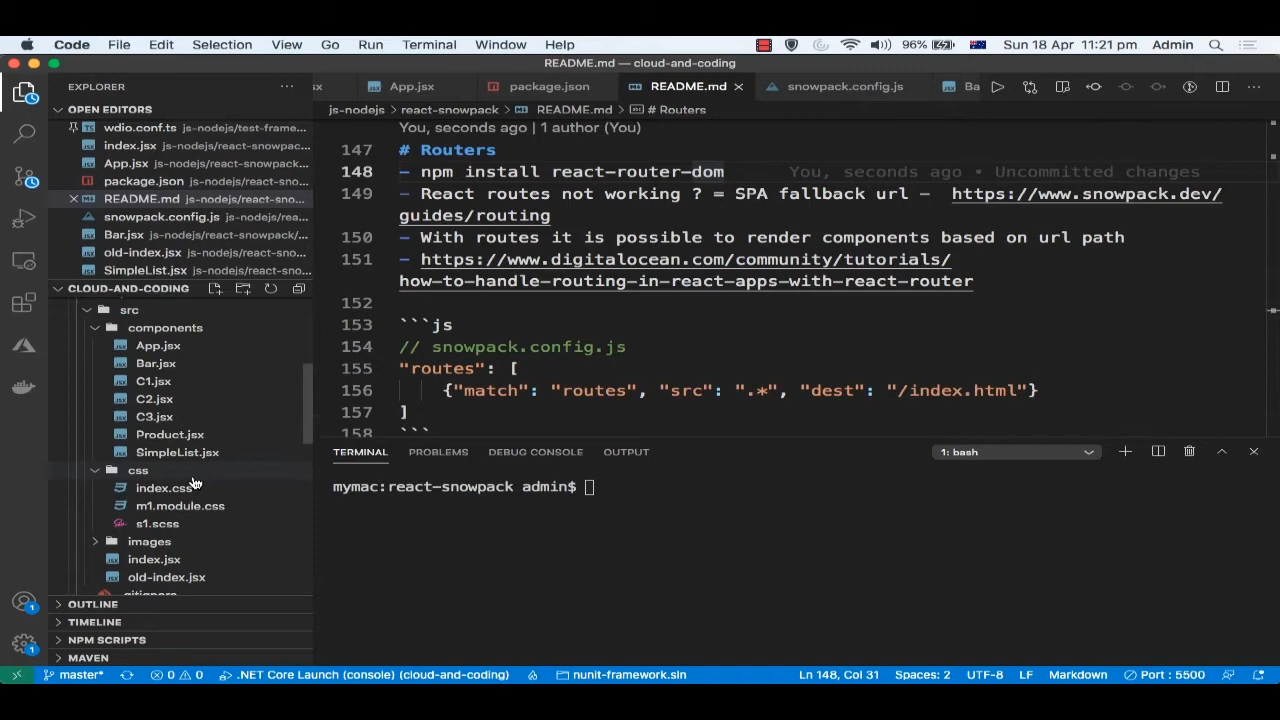 Code File Edit Selection View Go Run Terminal Window Help 96% Sun 18 Apr 11:21 pm Admin
README.md — cloud-and-coding
EXPLORER
sx App.jsx package.json README.md snowpack.config.js Ba
OPEN EDITORS
js-nodejs react-snowpack README.md # Routers
wdio.conf.ts js-nodejs/test-frame...
index.jsx js-nodejs/react-snowpack...
App.jsx js-nodejs/react-snowpack...
package.json js-nodejs/react-sno...
README.md js-nodejs/react-sno...
snowpack.config.js js-nodejs/rea...
Bar.jsx js-nodejs/react-snowpack/...
old-index.jsx js-nodejs/react-sno...
SimpleList.jsx js-nodejs/react-sno...
CLOUD-AND-CODING
src
components
App.jsx
Bar.jsx
C1.jsx
C2.jsx
C3.jsx
Product.jsx
SimpleList.jsx
css
index.css
m1.module.css
s1.scss
images
index.jsx
old-index.jsx
.gitignore
OUTLINE
TIMELINE
NPM SCRIPTS
MAVEN
You, seconds ago | 1 author (You)
147 # Routers
148 - npm install react-router-dom You, seconds ago • Uncommitted changes
149 - React routes not working ? = SPA fallback url - https://www.snowpack.dev/
guides/routing
150 - With routes it is possible to render components based on url path
151 - https://www.digitalocean.com/community/tutorials/
how-to-handle-routing-in-react-apps-with-react-router
152
153 ```js
154 // snowpack.config.js
155 "routes": [
156 {"match": "routes", "src": ".*", "dest": "/index.html"}
157 ]
158 ```
TERMINAL PROBLEMS DEBUG CONSOLE OUTPUT 1: bash
mymac:react-snowpack admin$
1
1
master* 0 0 .NET Core Launch (console) (cloud-and-coding) nunit-framework.sln Ln 148, Col 31 Spaces: 2 UTF-8 LF Markdown Port : 5500